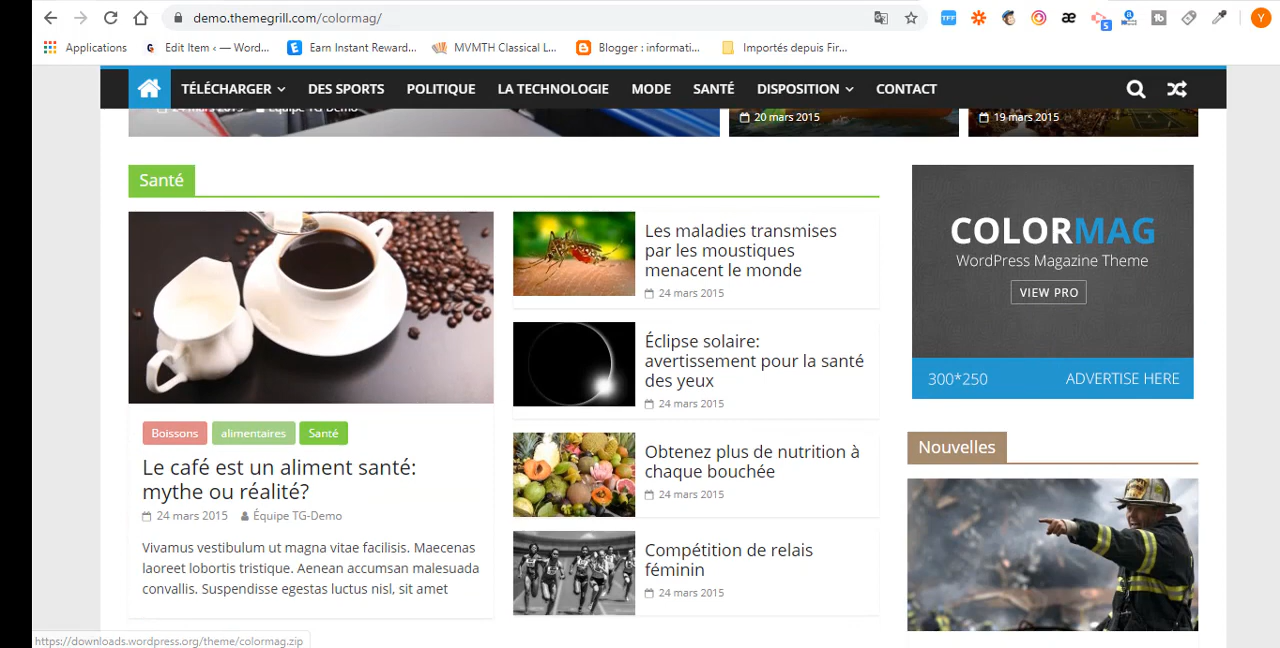 demo.themegrill.com/colormag/
TFF
æ
5
Y
Applications
Edit Item ‹ — Wor...
Earn Instant Reward...
MVMTH Classical L...
Blogger : informati...
Importés depuis Fir...
TÉLÉCHARGER DES SPORTS POLITIQUE LA TECHNOLOGIE MODE SANTÉ DISPOSITION CONTACT
20 mars 2015
19 mars 2015
Santé
Les maladies transmises
par les moustiques
menacent le monde
24 mars 2015
Éclipse solaire:
avertissement pour la santé
des yeux
24 mars 2015
Obtenez plus de nutrition à
chaque bouchée
24 mars 2015
Compétition de relais
féminin
24 mars 2015
Boissons alimentaires Santé
Le café est un aliment santé:
mythe ou réalité?
24 mars 2015 Équipe TG-Demo
Vivamus vestibulum ut magna vitae facilisis. Maecenas
laoreet lobortis tristique. Aenean accumsan malesuada
convallis. Suspendisse egestas luctus nisl, sit amet
COLORMAG
WordPress Magazine Theme
VIEW PRO
300*250 ADVERTISE HERE
Nouvelles
https://downloads.wordpress.org/theme/colormag.zip